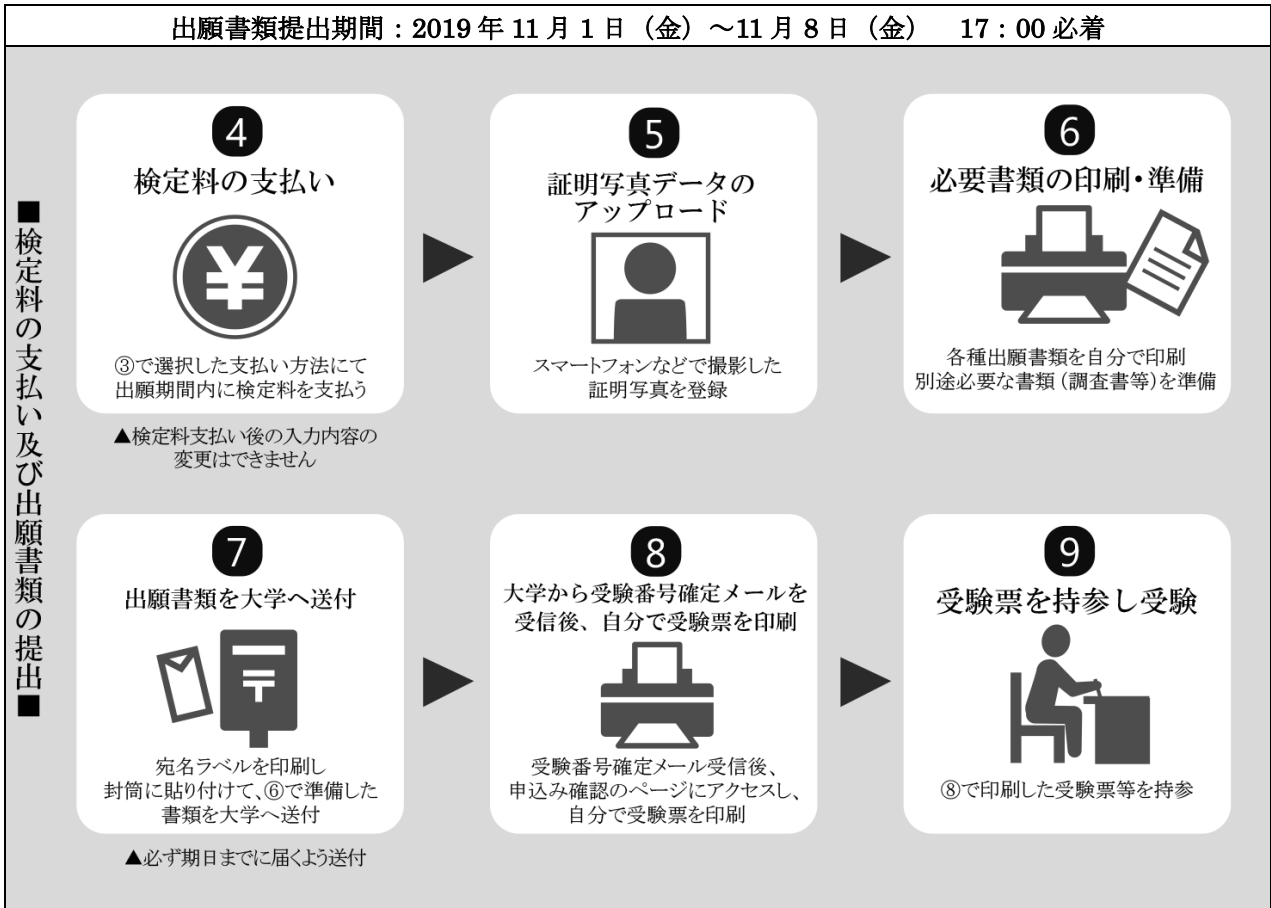 出願書類提出期間：2019年11月1日（金）～11月8日（金）　17：00必着
■検定料の支払い及び出願書類の提出■
4
検定料の支払い
¥
③で選択した支払い方法にて
出願期間内に検定料を支払う
▲検定料支払い後の入力内容の
変更はできません
5
証明写真データの
アップロード
スマートフォンなどで撮影した
証明写真を登録
6
必要書類の印刷・準備
各種出願書類を自分で印刷
別途必要な書類（調査書等）を準備
7
出願書類を大学へ送付
〒
宛名ラベルを印刷し
封筒に貼り付けて、⑥で準備した
書類を大学へ送付
▲必ず期日までに届くよう送付
8
大学から受験番号確定メールを
受信後、自分で受験票を印刷
受験番号確定メール受信後、
申込み確認のページにアクセスし、
自分で受験票を印刷
9
受験票を持参し受験
⑧で印刷した受験票等を持参